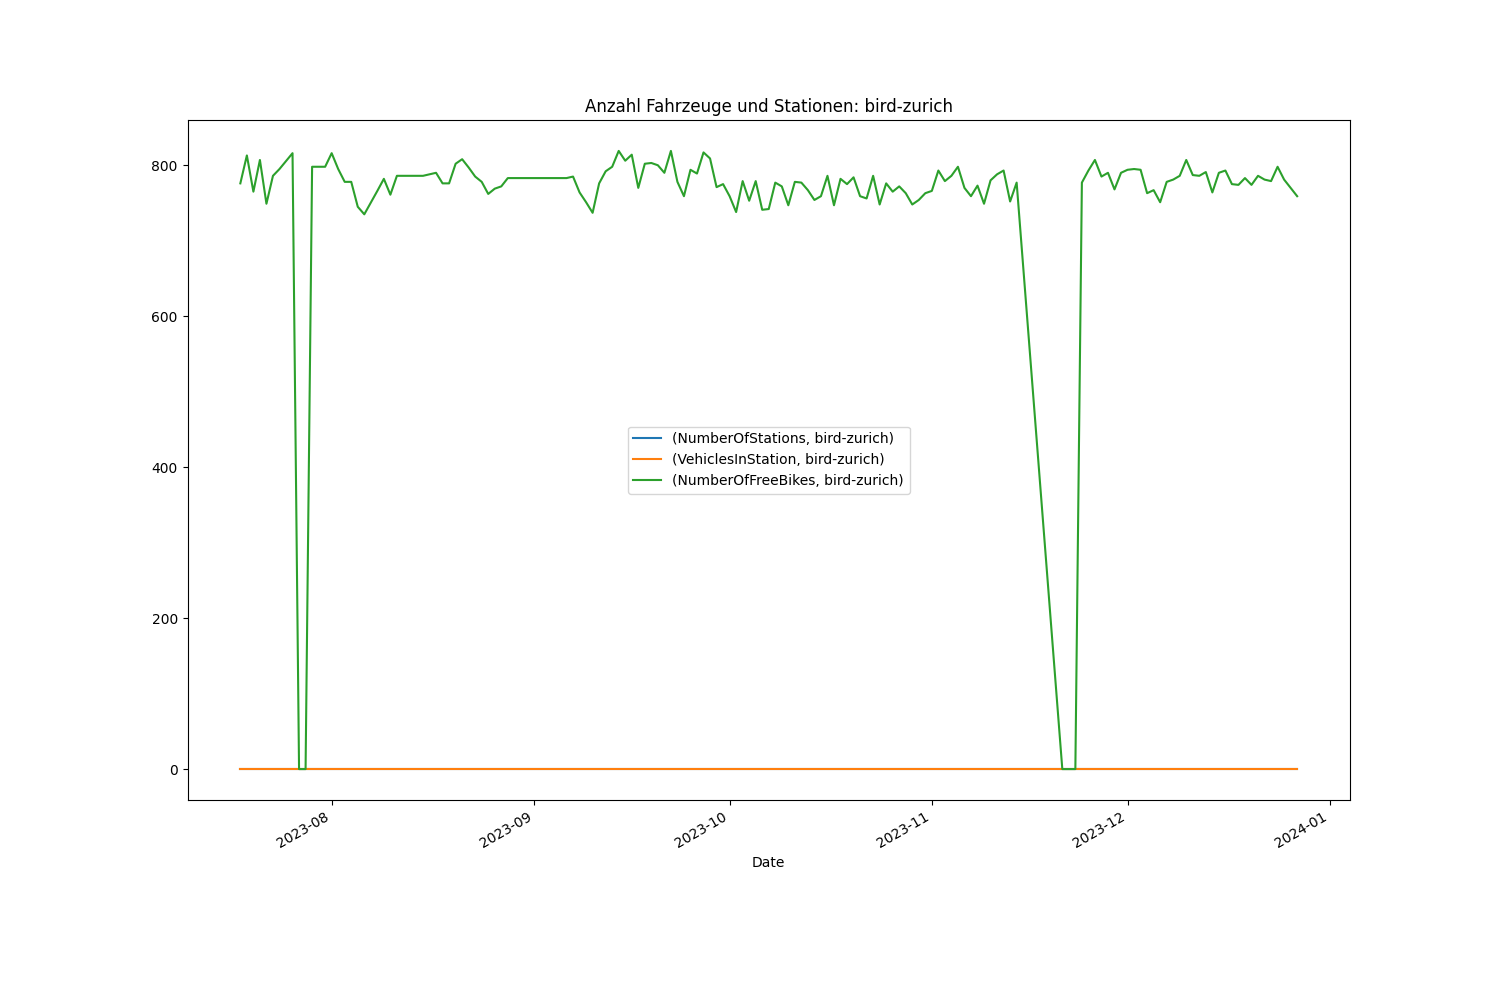 Anzahl Fahrzeuge und Stationen: bird-zurich
800
600
400
200
0
(NumberOfStations, bird-zurich)
(VehiclesInStation, bird-zurich)
(NumberOfFreeBikes, bird-zurich)
2023-08
2023-09
2023-10
2023-11
2023-12
2024-01
Date